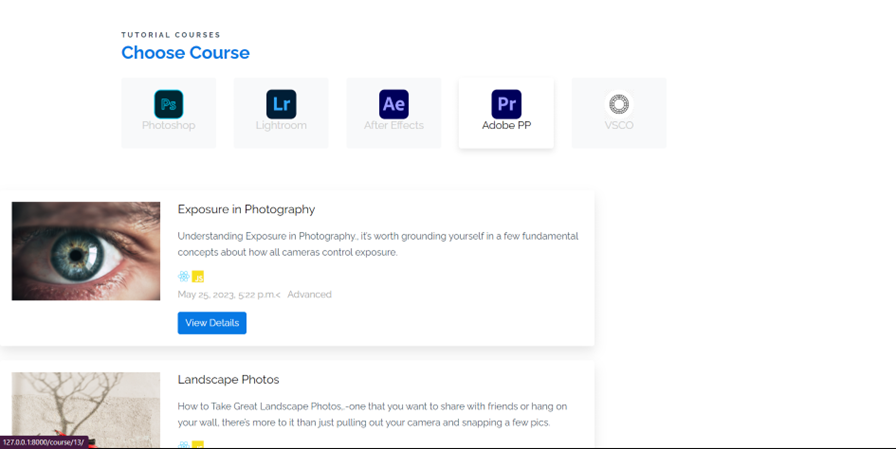 TUTORIAL COURSES
Choose Course
Ps
Lr
Ae
Pr
Photoshop
Lightroom
After Effects
Adobe PP
VSCO
Exposure in Photography
Understanding Exposure in Photography., it's worth grounding yourself in a few fundamental
concepts about how all cameras control exposure.
JS
May 25, 2023, 5:22 p.m.< Advanced
View Details
Landscape Photos
How to Take Great Landscape Photos,.-one that you want to share with friends or hang on
your wall, there's more to it than just pulling out your camera and snapping a few pics.
127.0.0.1:8000/course/13/